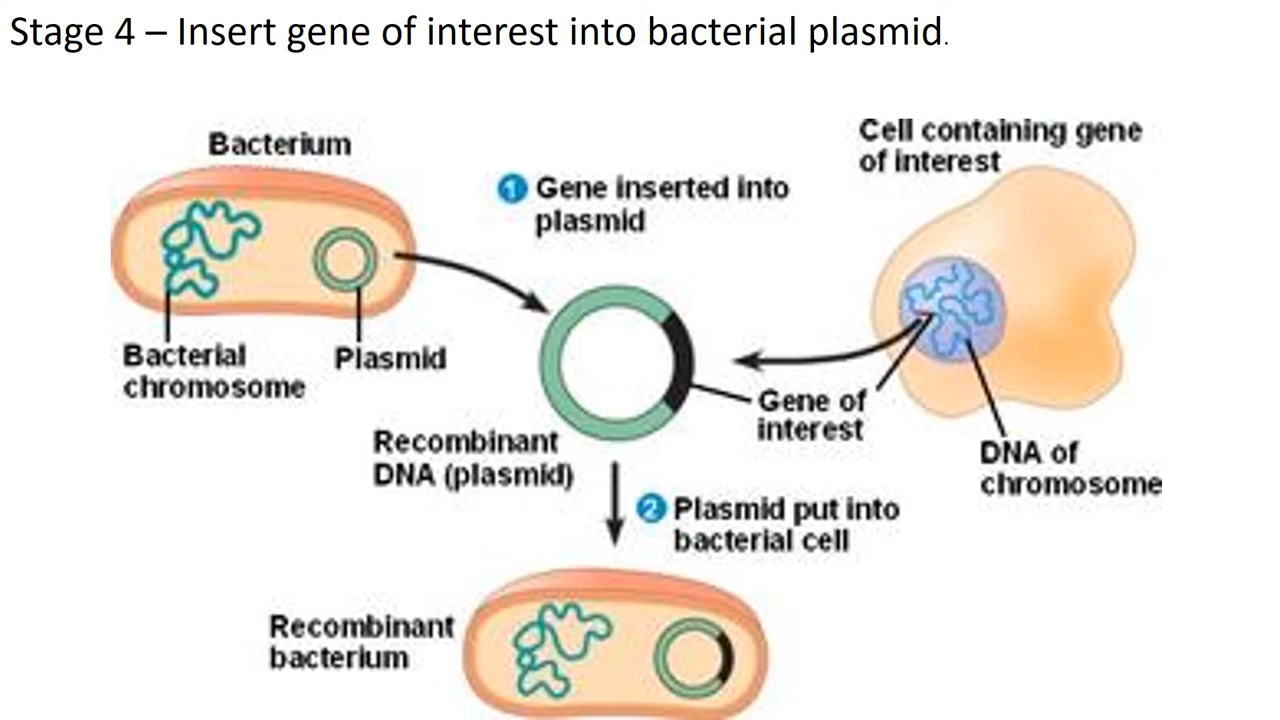 Stage 4 – Insert gene of interest into bacterial plasmid.
Bacterium
1 Gene inserted into
plasmid
Cell containing gene
of interest
Bacterial
chromosome
Plasmid
Gene of
interest
Recombinant
DNA (plasmid)
DNA of
chromosome
2 Plasmid put into
bacterial cell
Recombinant
bacterium